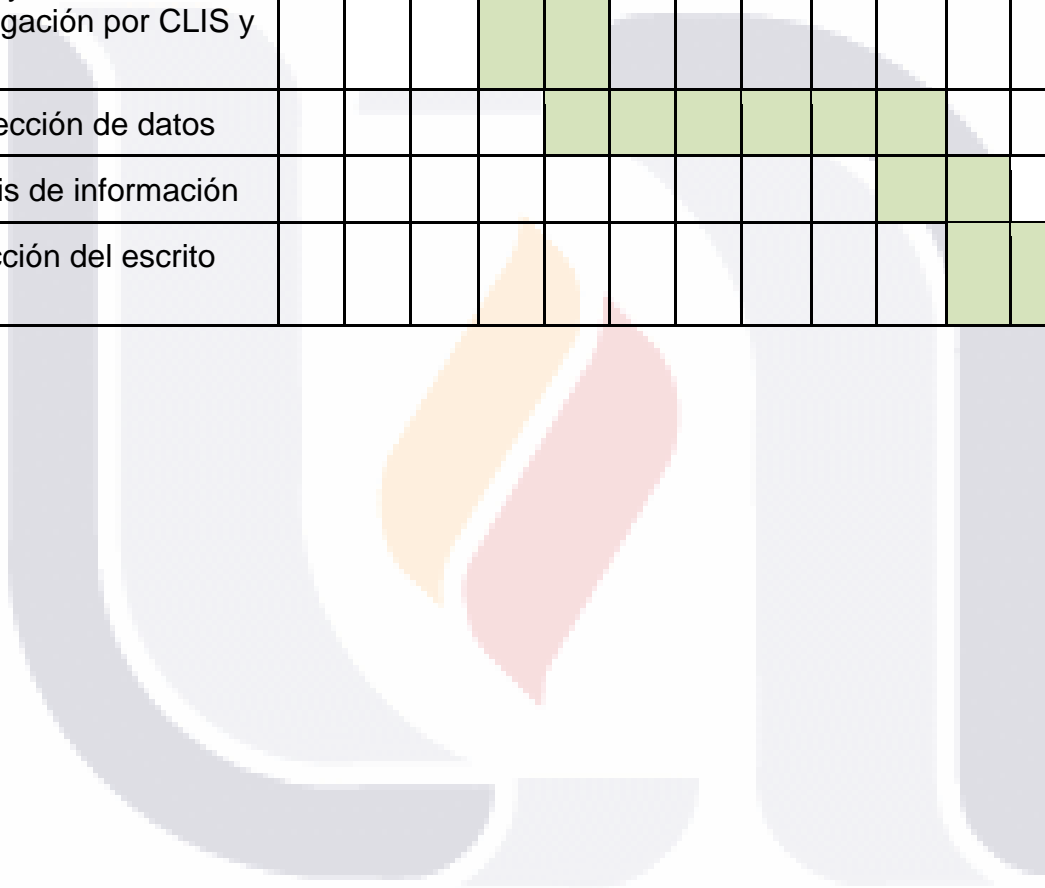 gación por CLIS y
ección de datos
is de información
cción del escrito